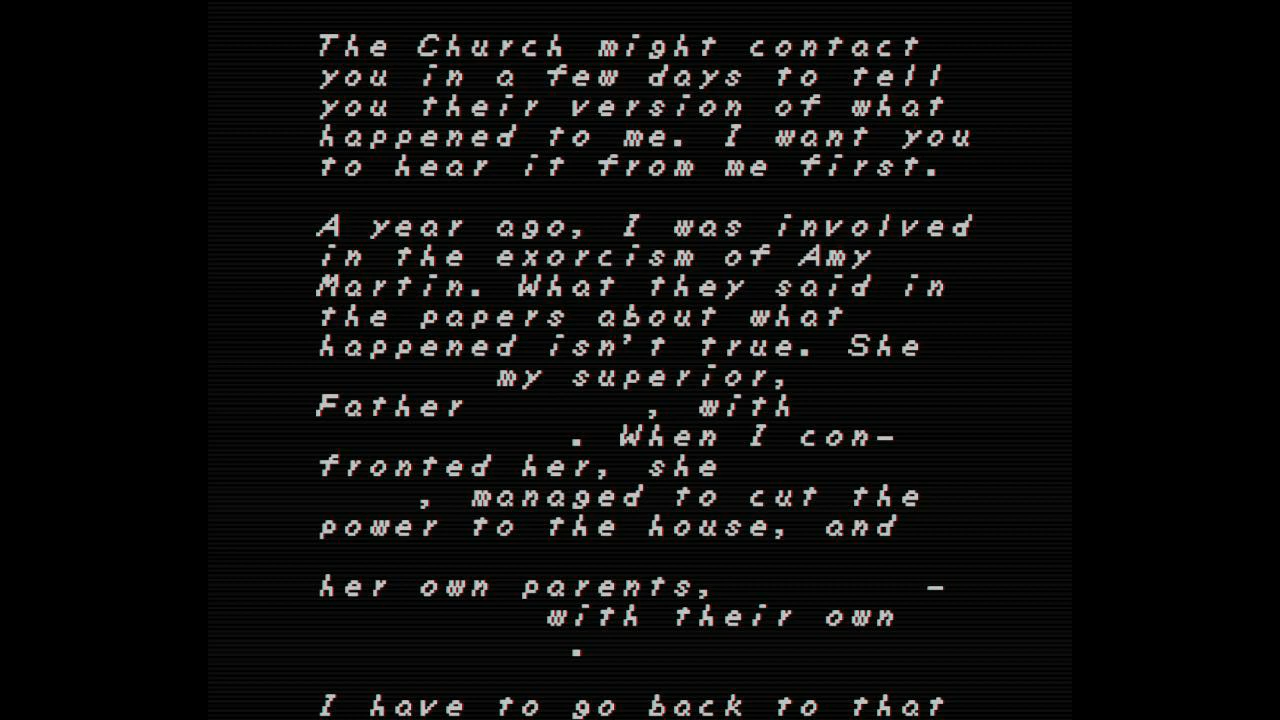 The Church might contact
you in a few days to tell
you their version of what
happened to me. I want you
to hear it from me first.
A year ago, I was involved
in the exorcism of Amy
Martin. What they said in
the papers about what
happened isn't true. She
my superior,
Father , with
. When I con-
fronted her, she
, managed to cut the
power to the house, and
her own parents, -
with their own
.
I have to go back to that